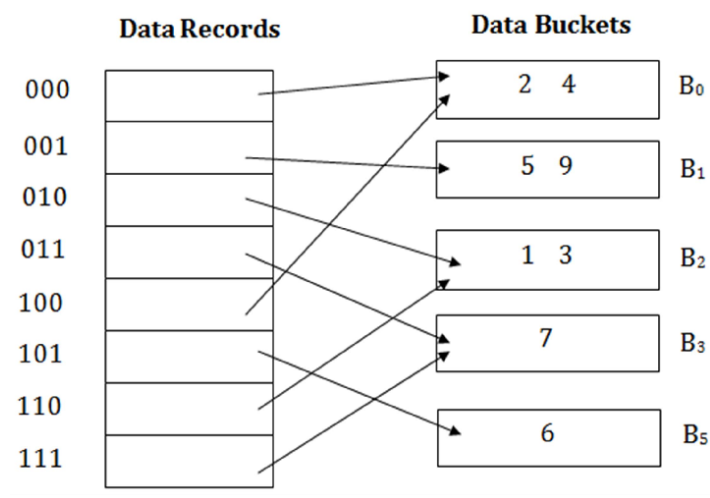 Data Records
Data Buckets
000
2 4
B₀
001
5 9
B₁
010
011
1 3
B₂
100
7
B₃
101
110
6
B₅
111